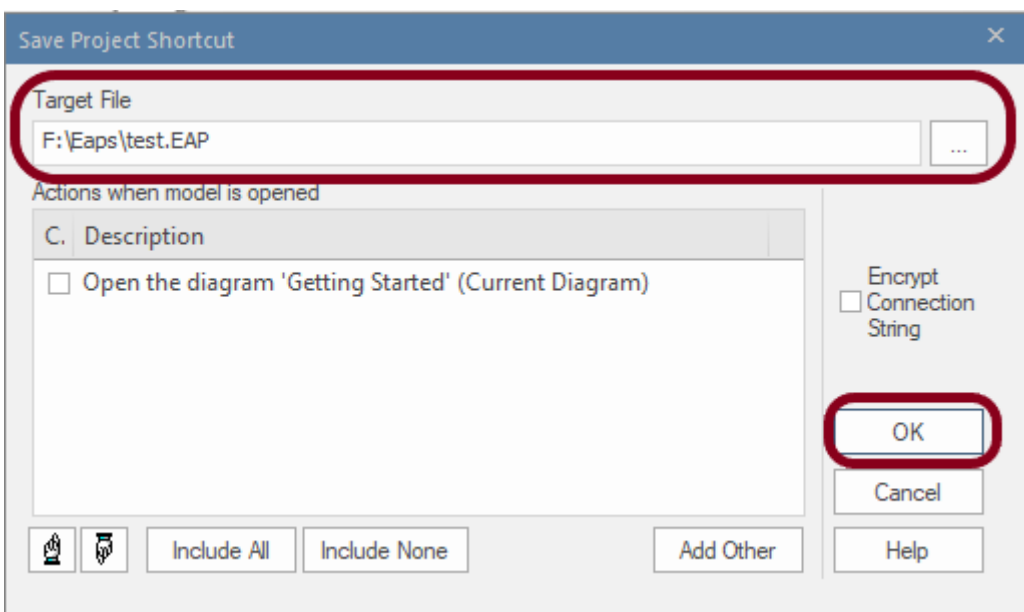 Save Project Shortcut
Target File
F:\Eaps\test.EAP
...
Actions when model is opened
C. Description
Open the diagram 'Getting Started' (Current Diagram)
Encrypt
Connection
String
OK
Cancel
Include All Include None Add Other Help